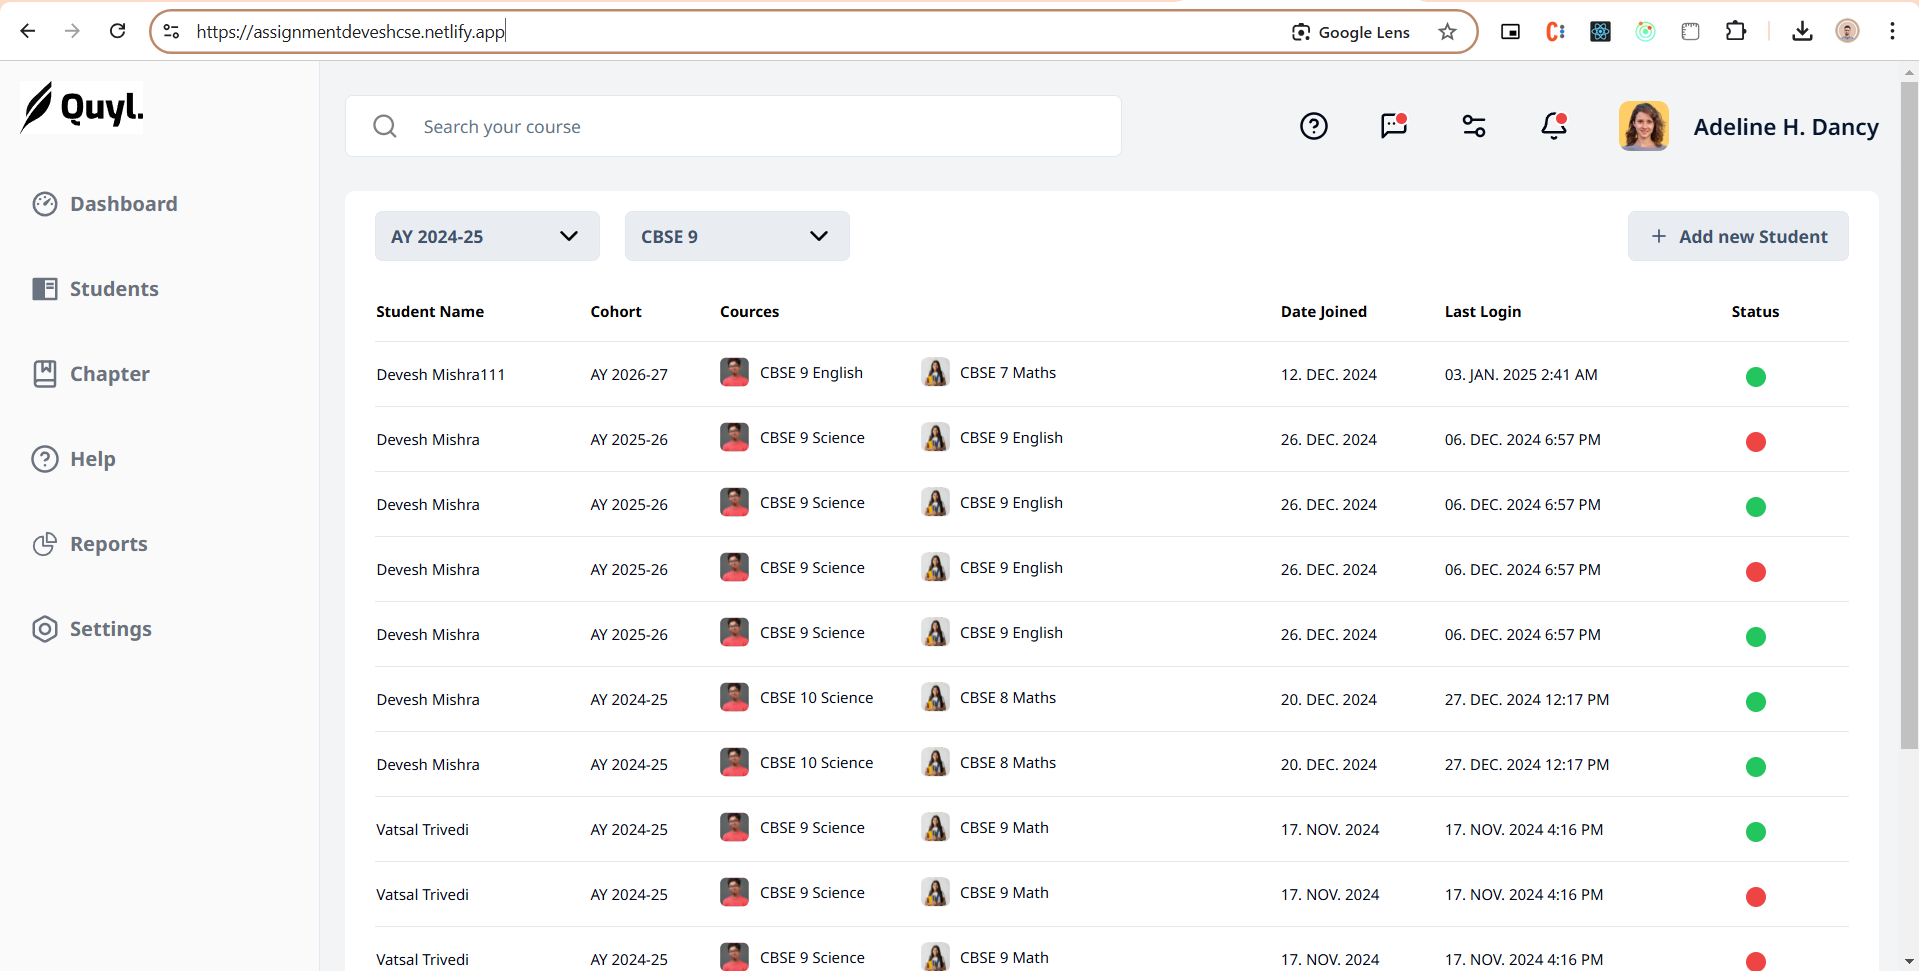 https://assignmentdeveshcse.netlify.app
Google Lens
Quyl.
Search your course
Adeline H. Dancy
Dashboard
Students
Chapter
Help
Reports
Settings
AY 2024-25
CBSE 9
+ Add new Student
Student Name Cohort Cources Date Joined Last Login Status
Devesh Mishra111 AY 2026-27 CBSE 9 English CBSE 7 Maths 12. DEC. 2024 03. JAN. 2025 2:41 AM
Devesh Mishra AY 2025-26 CBSE 9 Science CBSE 9 English 26. DEC. 2024 06. DEC. 2024 6:57 PM
Devesh Mishra AY 2025-26 CBSE 9 Science CBSE 9 English 26. DEC. 2024 06. DEC. 2024 6:57 PM
Devesh Mishra AY 2025-26 CBSE 9 Science CBSE 9 English 26. DEC. 2024 06. DEC. 2024 6:57 PM
Devesh Mishra AY 2025-26 CBSE 9 Science CBSE 9 English 26. DEC. 2024 06. DEC. 2024 6:57 PM
Devesh Mishra AY 2024-25 CBSE 10 Science CBSE 8 Maths 20. DEC. 2024 27. DEC. 2024 12:17 PM
Devesh Mishra AY 2024-25 CBSE 10 Science CBSE 8 Maths 20. DEC. 2024 27. DEC. 2024 12:17 PM
Vatsal Trivedi AY 2024-25 CBSE 9 Science CBSE 9 Math 17. NOV. 2024 17. NOV. 2024 4:16 PM
Vatsal Trivedi AY 2024-25 CBSE 9 Science CBSE 9 Math 17. NOV. 2024 17. NOV. 2024 4:16 PM
Vatsal Trivedi AY 2024-25 CBSE 9 Science CBSE 9 Math 17. NOV. 2024 17. NOV. 2024 4:16 PM